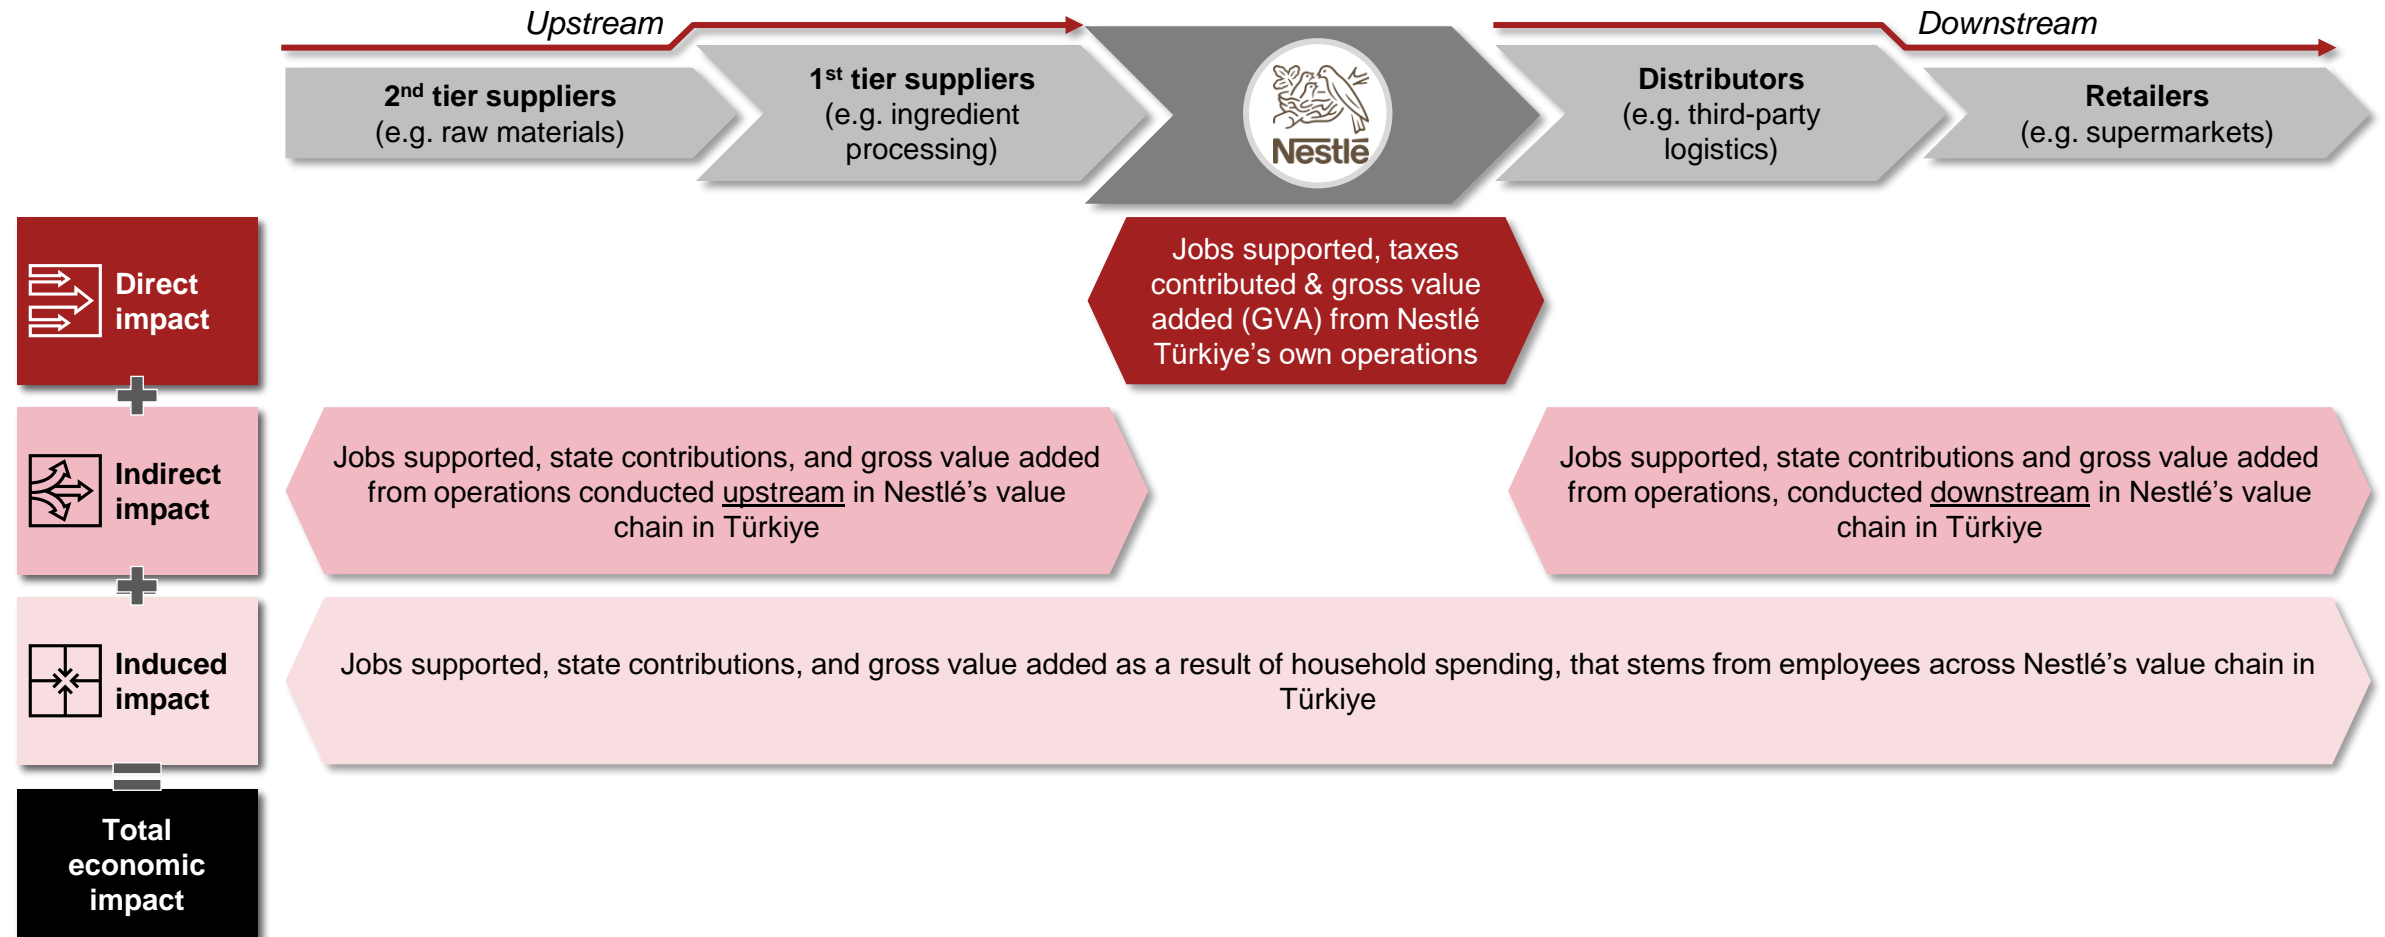 Upstream
Downstream
2nd tier suppliers
(e.g. raw materials)
1st tier suppliers
(e.g. ingredient
processing)
Nestlé
Distributors
(e.g. third-party
logistics)
Retailers
(e.g. supermarkets)
Direct
impact
Jobs supported, taxes
contributed & gross value
added (GVA) from Nestlé
Türkiye’s own operations
Indirect
impact
Jobs supported, state contributions, and gross value added
from operations conducted upstream in Nestlé’s value
chain in Türkiye
Jobs supported, state contributions and gross value added
from operations, conducted downstream in Nestlé’s value
chain in Türkiye
Induced
impact
Jobs supported, state contributions, and gross value added as a result of household spending, that stems from employees across Nestlé’s value chain in
Türkiye
Total
economic
impact